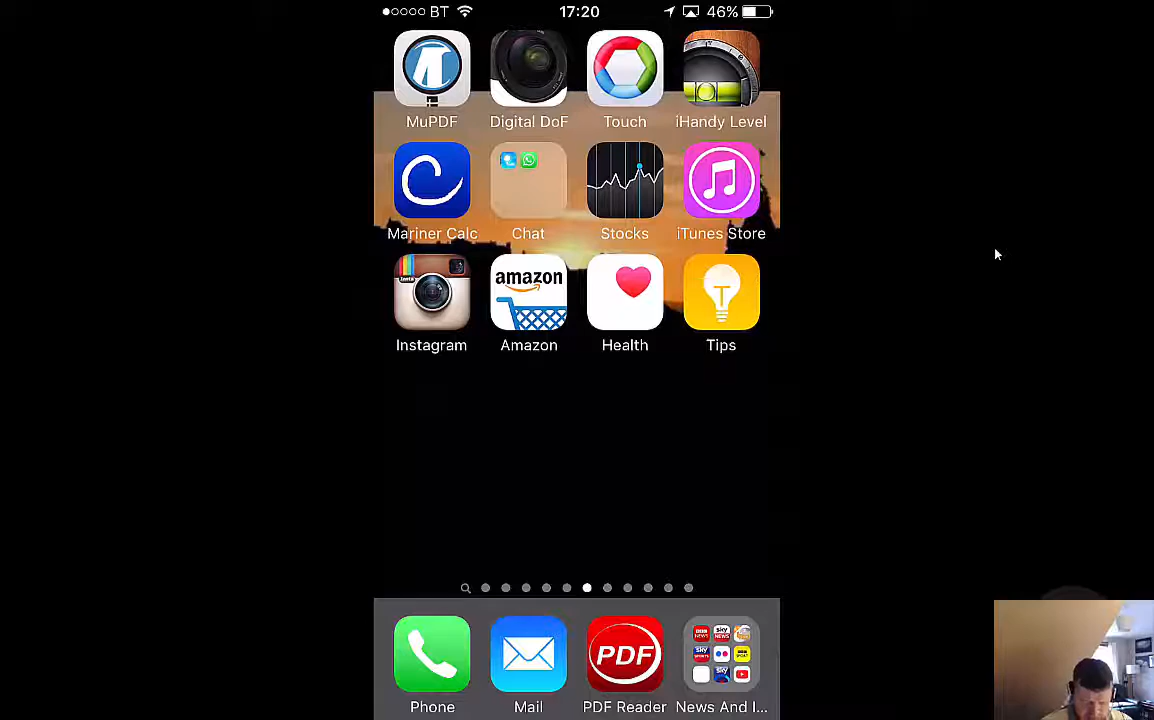 ●○○○○ BT 17:20 46%
MuPDF Digital DoF Touch iHandy Level
Mariner Calc Chat Stocks iTunes Store
amazon
Instagram Amazon Health Tips
PDF
Phone Mail PDF Reader News And I...